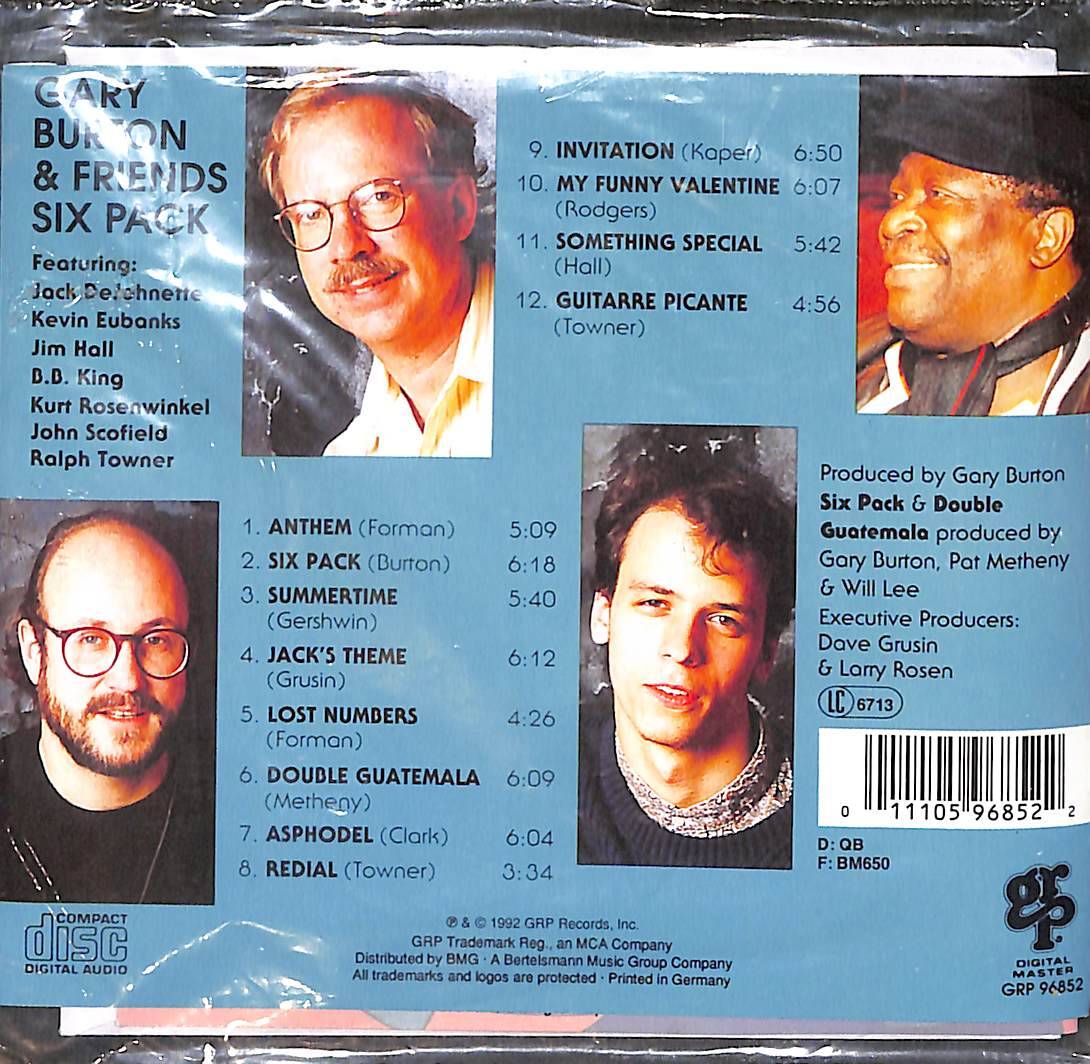 GARY
BURTON
& FRIENDS
SIX PACK
Featuring:
Jack DeJohnette
Kevin Eubanks
Jim Hall
B.B. King
Kurt Rosenwinkel
John Scofield
Ralph Towner
1. ANTHEM (Forman) 5:09
2. SIX PACK (Burton) 6:18
3. SUMMERTIME 5:40
(Gershwin)
4. JACK'S THEME 6:12
(Grusin)
5. LOST NUMBERS 4:26
(Forman)
6. DOUBLE GUATEMALA 6:09
(Metheny)
7. ASPHODEL (Clark) 6:04
8. REDIAL (Towner) 3:34
9. INVITATION (Kaper) 6:50
10. MY FUNNY VALENTINE 6:07
(Rodgers)
11. SOMETHING SPECIAL 5:42
(Hall)
12. GUITARRE PICANTE 4:56
(Towner)
Produced by Gary Burton
Six Pack & Double
Guatemala produced by
Gary Burton, Pat Metheny
& Will Lee
Executive Producers:
Dave Grusin
& Larry Rosen
LC 6713
0 11105 96852 2
D: QB
F: BM650
grp
DIGITAL
MASTER
GRP 96852
COMPACT
disc
DIGITAL AUDIO
℗ & © 1992 GRP Records, Inc.
GRP Trademark Reg., an MCA Company
Distributed by BMG · A Bertelsmann Music Group Company
All trademarks and logos are protected · Printed in Germany